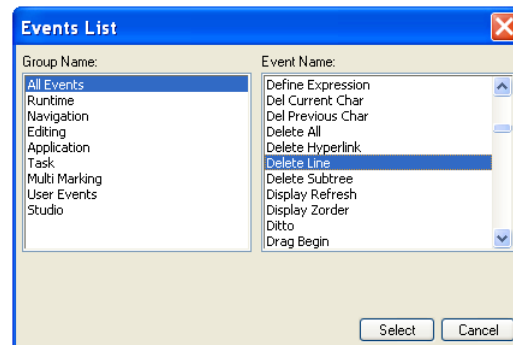 Events List
Group Name:
All Events
Runtime
Navigation
Editing
Application
Task
Multi Marking
User Events
Studio
Event Name:
Define Expression
Del Current Char
Del Previous Char
Delete All
Delete Hyperlink
Delete Line
Delete Subtree
Display Refresh
Display Zorder
Ditto
Drag Begin
Select
Cancel